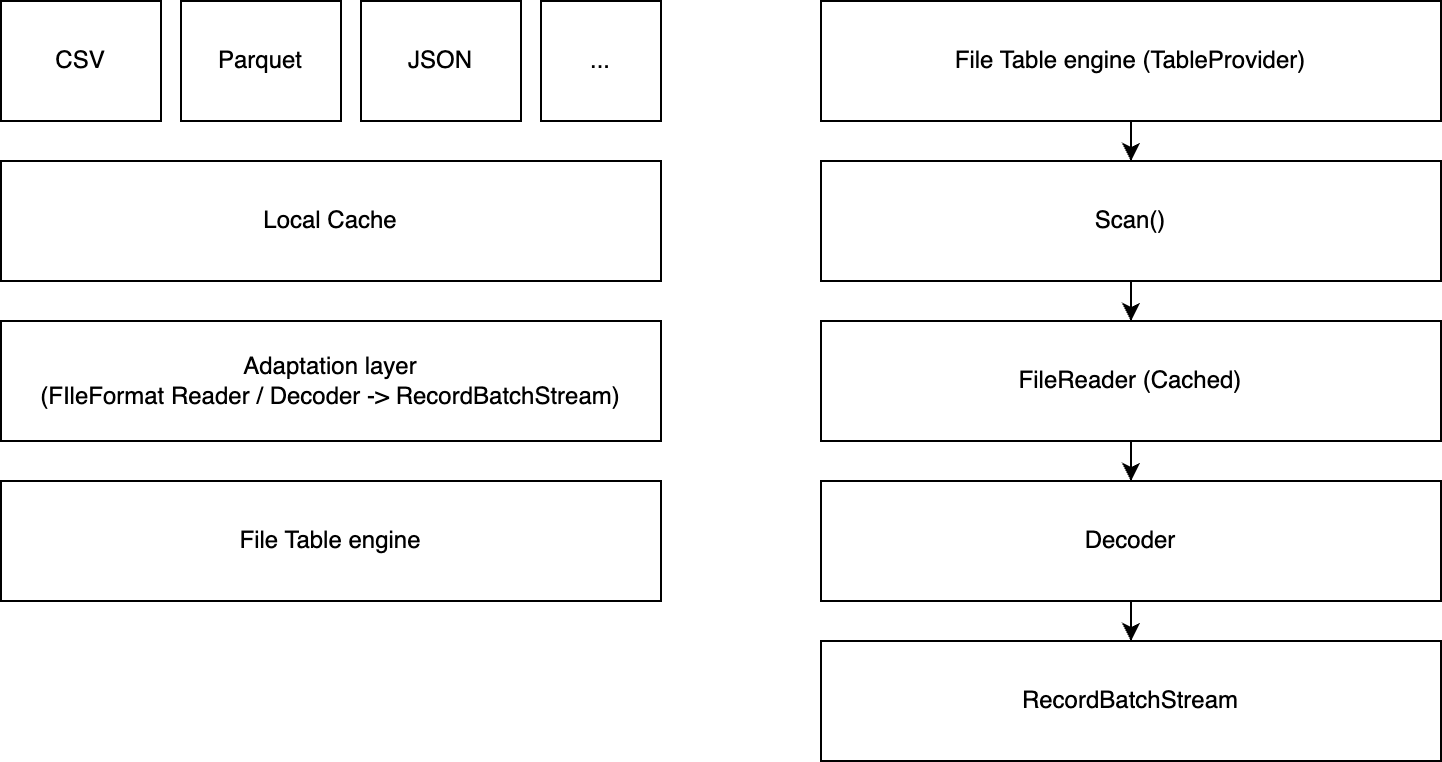 CSV
Parquet
JSON
...
Local Cache
Adaptation layer
(FIleFormat Reader / Decoder -> RecordBatchStream)
File Table engine
File Table engine (TableProvider)
Scan()
FileReader (Cached)
Decoder
RecordBatchStream